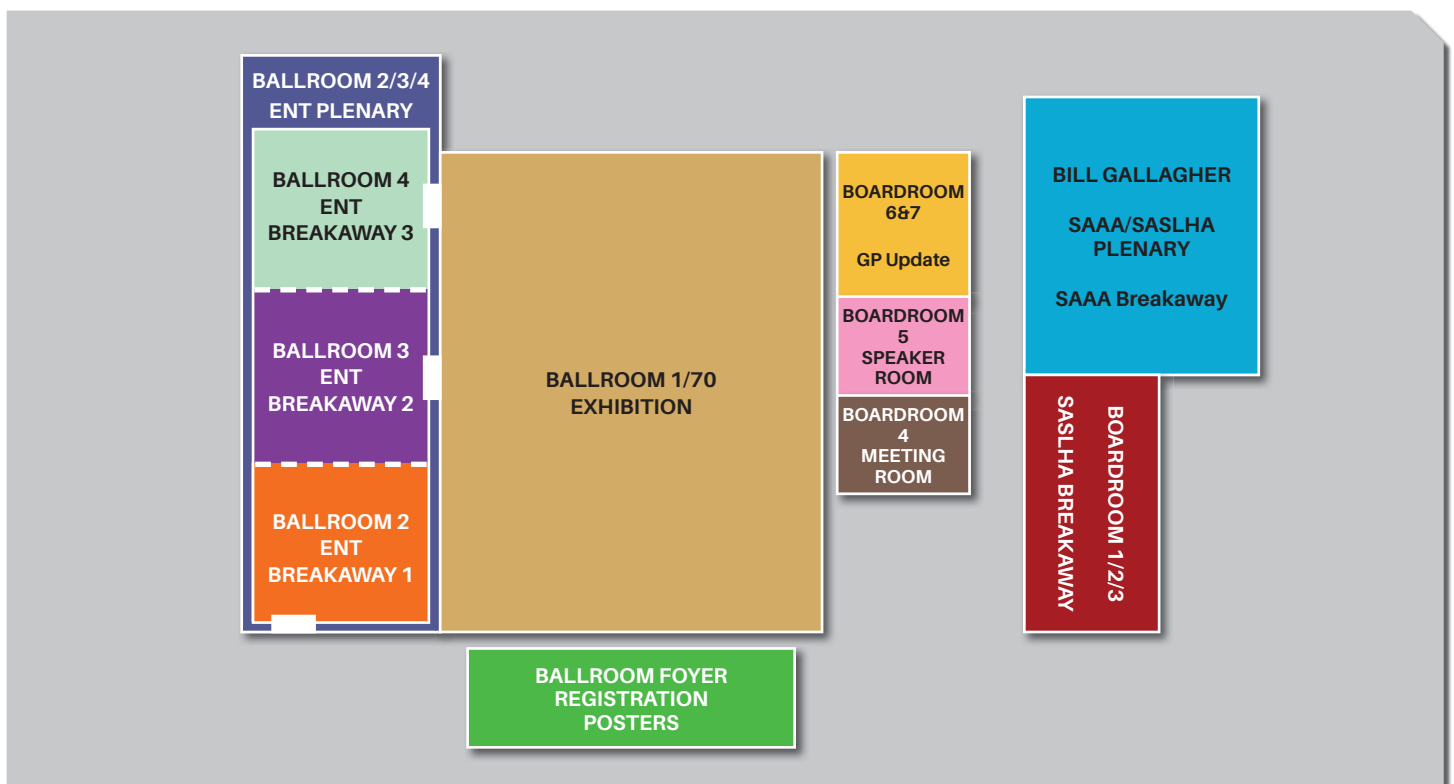 BALLROOM 2/3/4
ENT PLENARY
BALLROOM 4
ENT
BREAKAWAY 3
BALLROOM 3
ENT
BREAKAWAY 2
BALLROOM 2
ENT
BREAKAWAY 1
BALLROOM 1/70
EXHIBITION
BALLROOM FOYER
REGISTRATION
POSTERS
BOARDROOM
6&7
GP Update
BOARDROOM
5
SPEAKER
ROOM
BOARDROOM
4
MEETING
ROOM
BILL GALLAGHER
SAAA/SASLHA
PLENARY
SAAA Breakaway
BOARDROOM 1/2/3
SASLHA BREAKAWAY